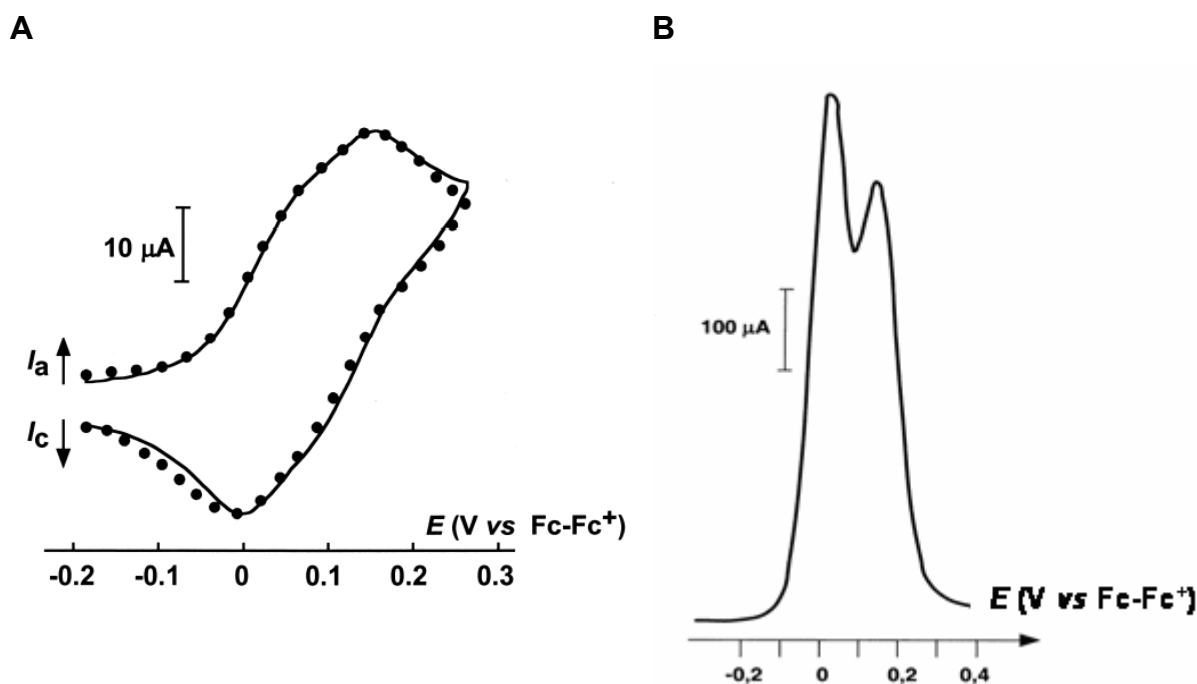 A
10 μA
Ia
Ic
E (V vs Fc-Fc+)
-0.2 -0.1 0 0.1 0.2 0.3
B
100 μA
E (V vs Fc-Fc+)
-0,2 0 0,2 0,4